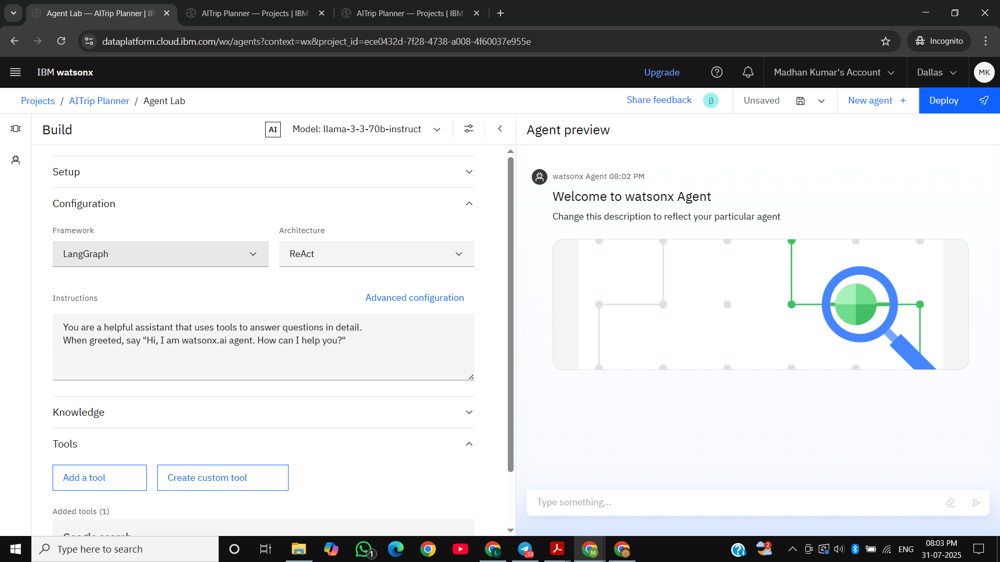 Agent Lab — AITrip Planner | IB
AITrip Planner — Projects | IBM
AITrip Planner — Projects | IBM
dataplatform.cloud.ibm.com/wx/agents?context=wx&project_id=ece0432d-7f28-4738-a008-4f60037e955e
Incognito
IBM watsonx
Upgrade
Madhan Kumar's Account
Dallas
MK
Projects / AITrip Planner / Agent Lab
Share feedback
β
Unsaved
New agent +
Deploy
Build
AI
Model: llama-3-3-70b-instruct
Agent preview
Setup
Configuration
Framework
Architecture
LangGraph
ReAct
Instructions
Advanced configuration
You are a helpful assistant that uses tools to answer questions in detail.
When greeted, say "Hi, I am watsonx.ai agent. How can I help you?"
Knowledge
Tools
Add a tool
Create custom tool
Added tools (1)
Google search
watsonx Agent 08:02 PM
Welcome to watsonx Agent
Change this description to reflect your particular agent
Type something...
Type here to search
1
L
..59
M
2
ENG
08:03 PM
31-07-2025